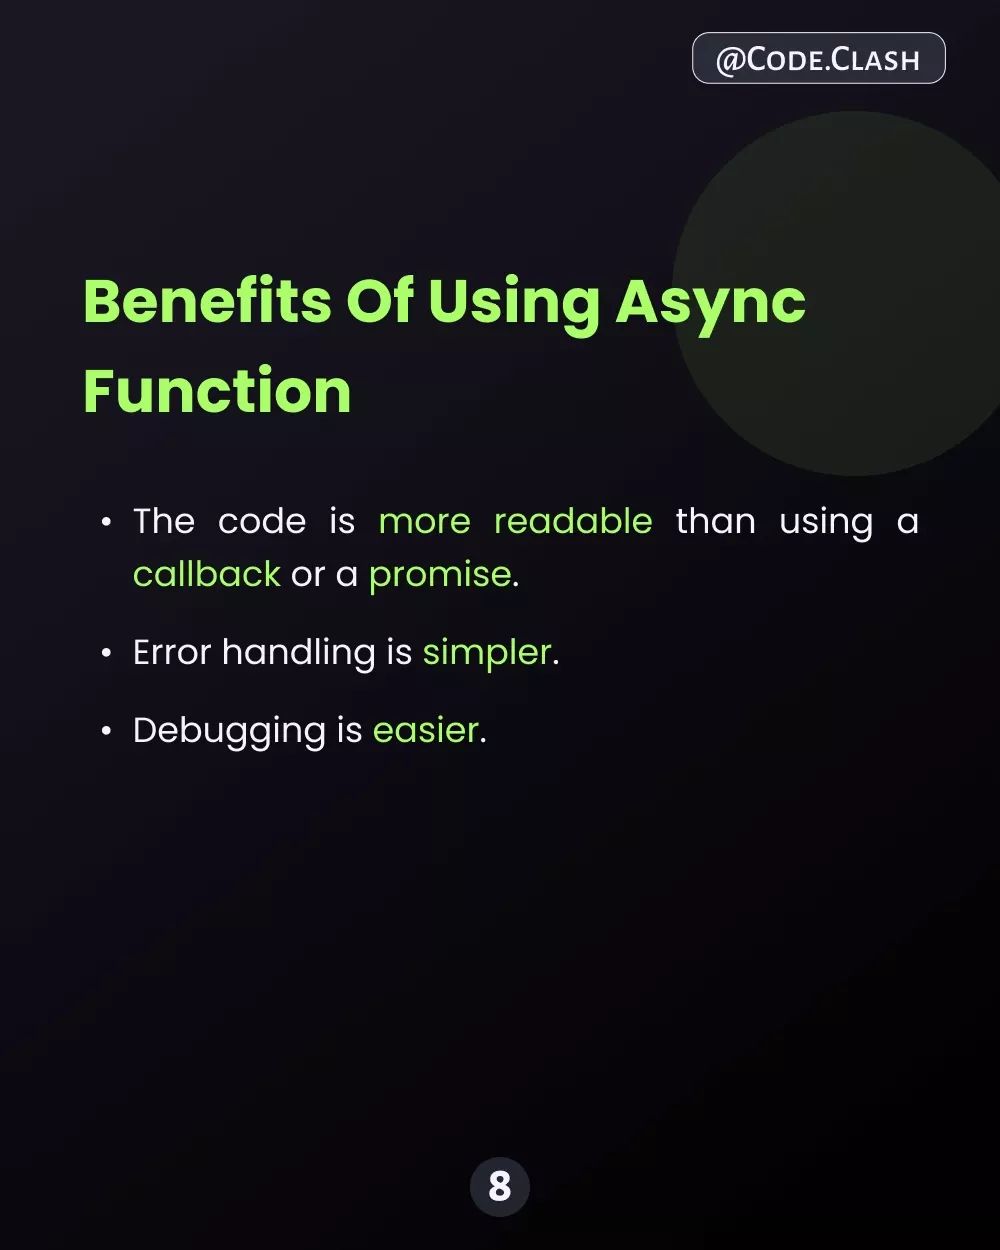 @Code.Clash
Benefits Of Using Async
Function
• The code is more readable than using a
callback or a promise.
• Error handling is simpler.
• Debugging is easier.
8